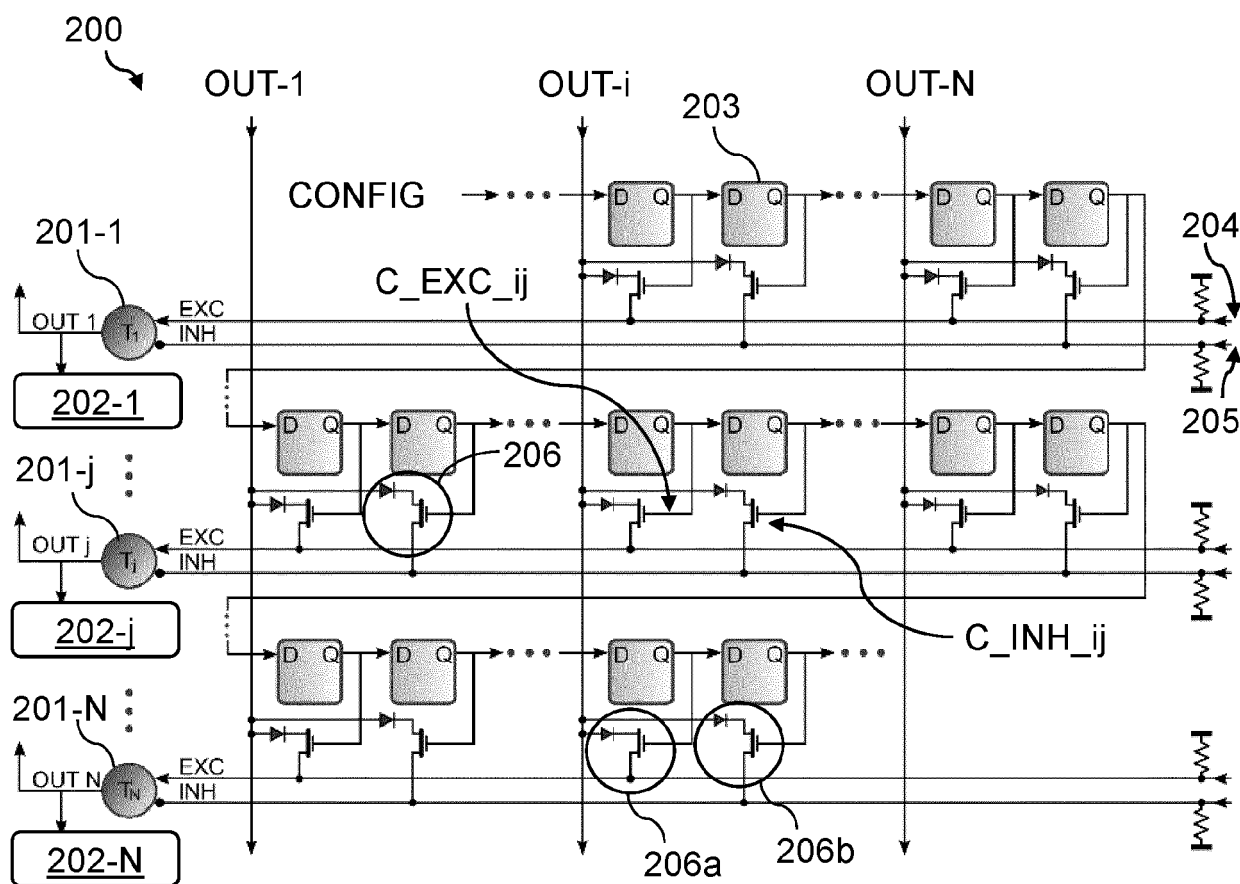 200
OUT-1 OUT-i OUT-N
203
CONFIG D Q D Q D Q D Q
201-1 204
C_EXC_ij
OUT 1 T1 EXC
INH
202-1 205
D Q D Q D Q D Q D Q D Q
206
201-j
OUT j Tj EXC
INH
202-j
C_INH_ij
D Q D Q D Q D Q
201-N
OUT N TN EXC
INH
202-N 206a 206b